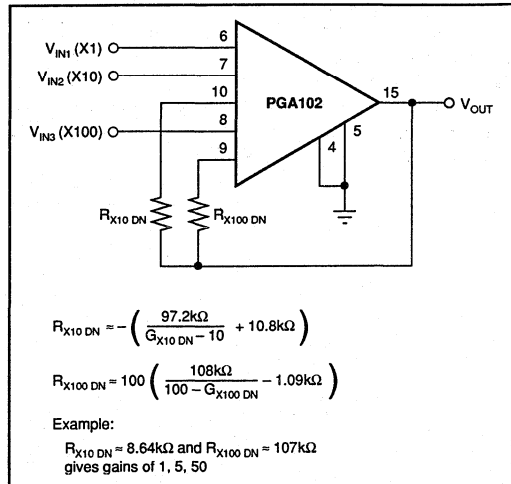 6
V_IN1 (X1)
7
V_IN2 (X10)
10
PGA102
15
V_OUT
8
5
V_IN3 (X100)
4
9
R_X10 DN
R_X100 DN
R_X10 DN ≈ – ( 97.2kΩ / G_X10 DN – 10 + 10.8kΩ )
R_X100 DN ≈ 100 ( 108kΩ / 100 – G_X100 DN – 1.09kΩ )
Example:
R_X10 DN ≈ 8.64kΩ and R_X100 DN ≈ 107kΩ
gives gains of 1, 5, 50